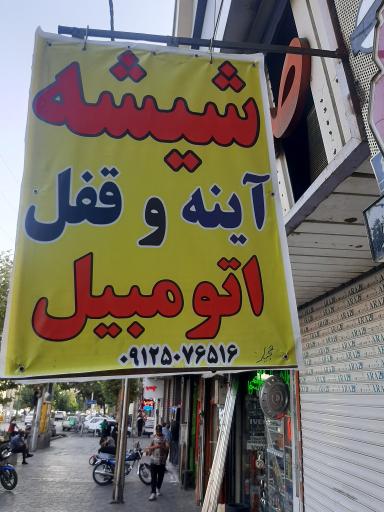 شیشه
آینه و قفل
اتومبیل
۰۹۱۲۵۰۷۶۵۱۶